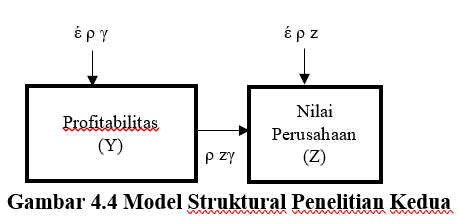 έ ρ γ
έ ρ z
Profitabilitas
(Y)
ρ zγ
Nilai
Perusahaan
(Z)
Gambar 4.4 Model Struktural Penelitian Kedua